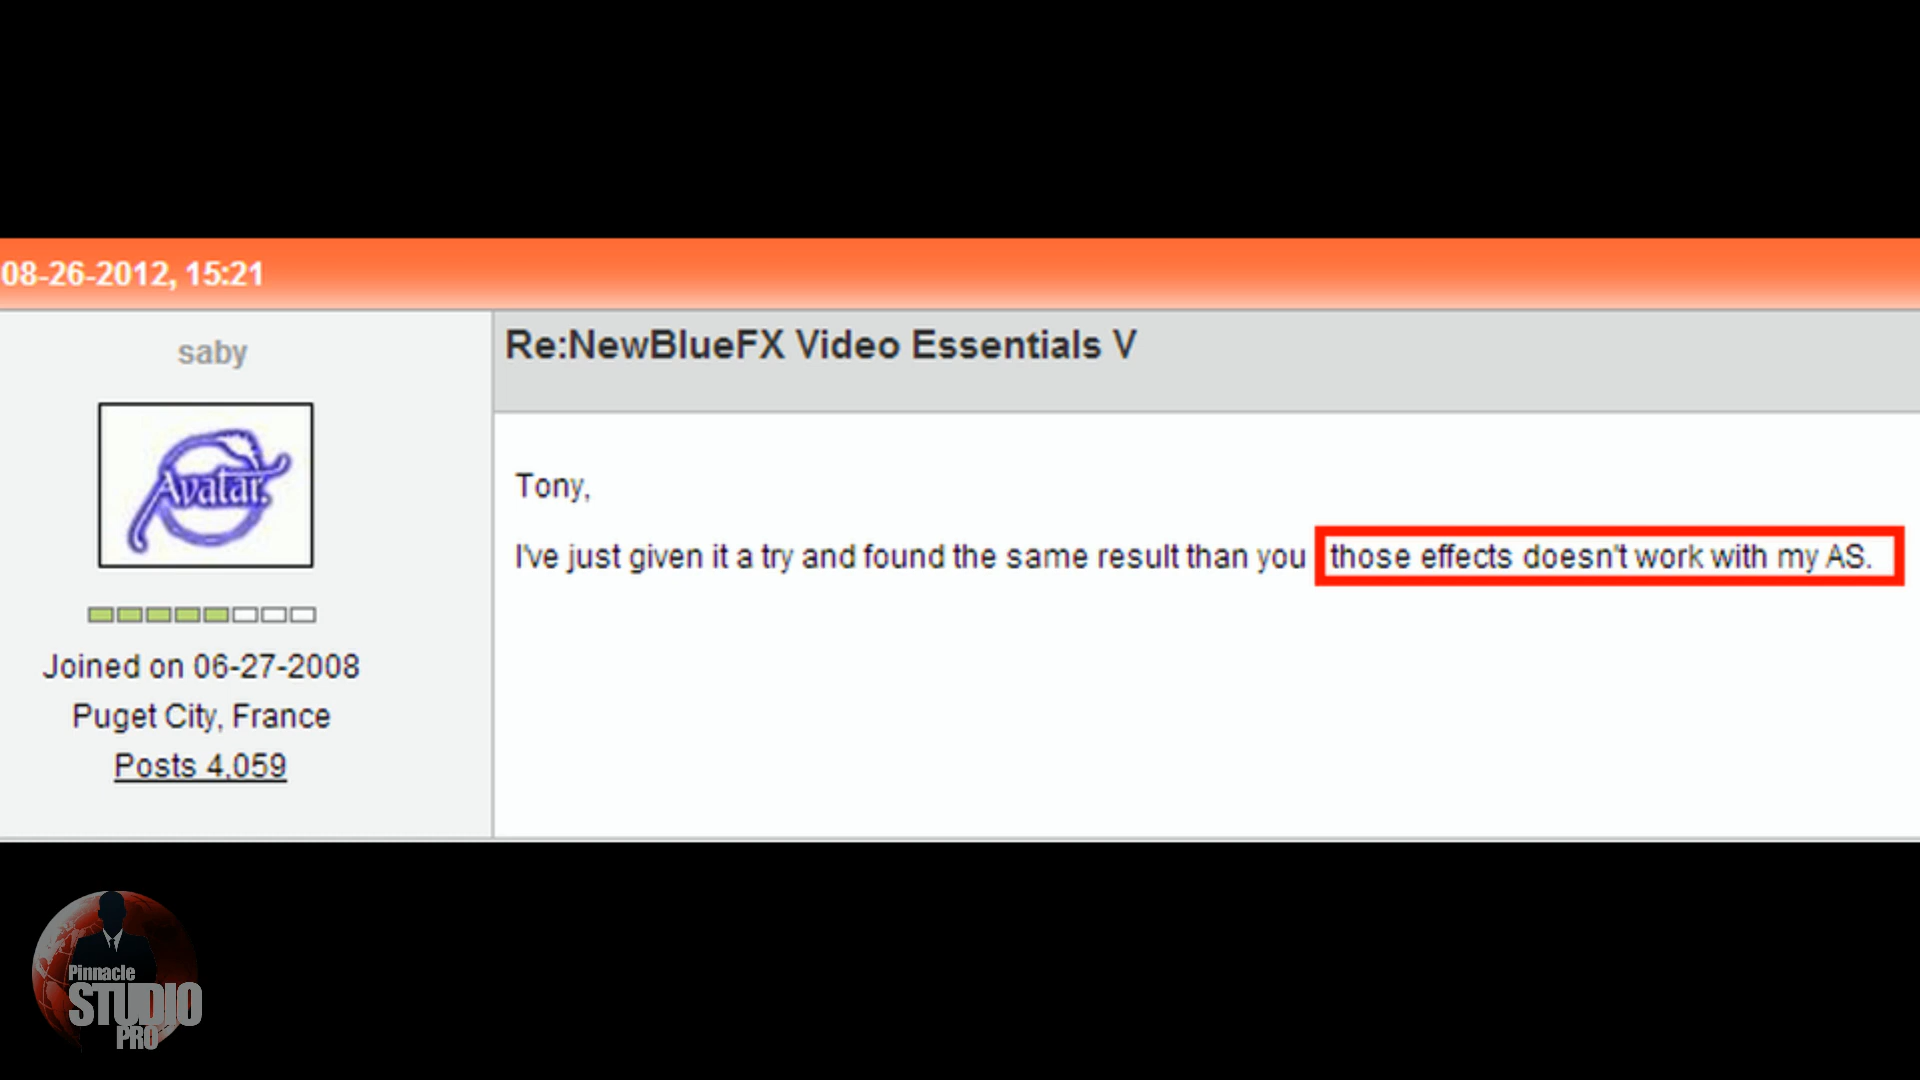 08-26-2012, 15:21
saby
Re:NewBlueFX Video Essentials V
Avatar.
Tony,
I've just given it a try and found the same result than you those effects doesn't work with my AS.
Joined on 06-27-2008
Puget City, France
Posts 4,059
Pinnacle
STUDIO
PRO